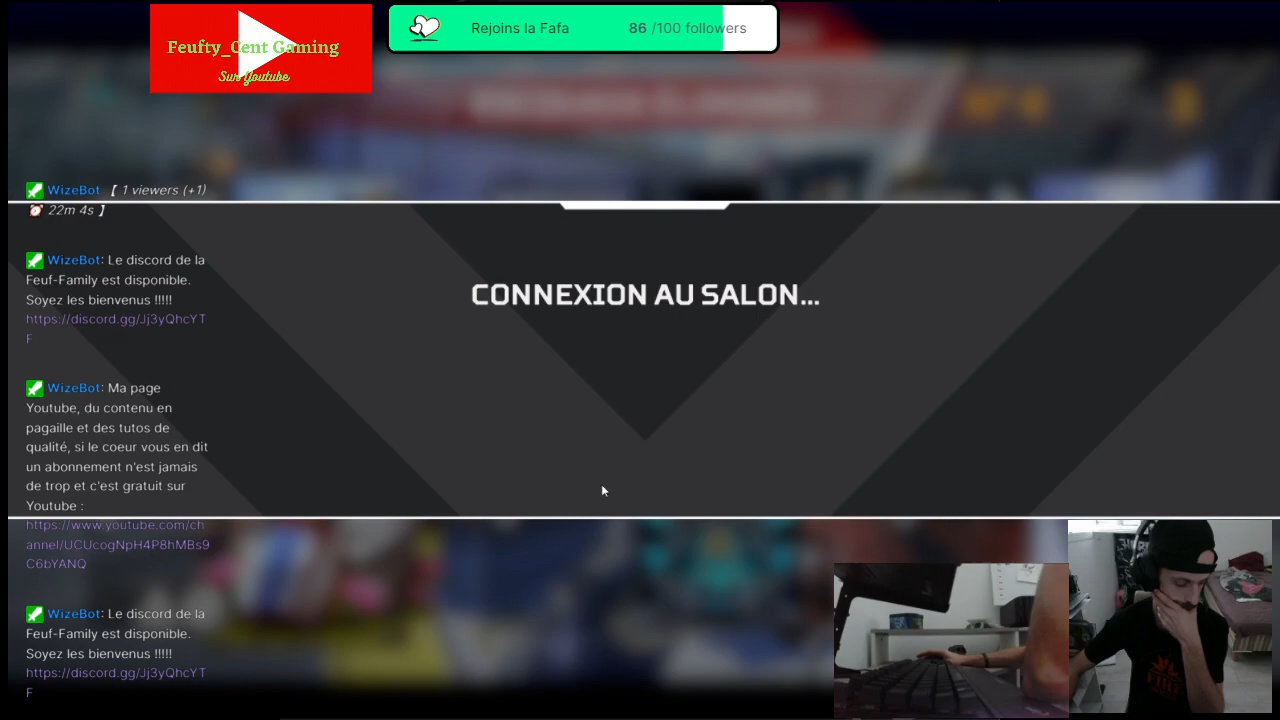 Feufty_Cent Gaming
Sur Youtube
Rejoins la Fafa 86 /100 followers
WizeBot 【 1 viewers (+1)
⏰ 22m 4s 】
WizeBot: Le discord de la
Feuf-Family est disponible.
Soyez les bienvenus !!!!!
https://discord.gg/Jj3yQhcYT
F
CONNEXION AU SALON...
WizeBot: Ma page
Youtube, du contenu en
pagaille et des tutos de
qualité, si le coeur vous en dit
un abonnement n'est jamais
de trop et c'est gratuit sur
Youtube :
https://www.youtube.com/ch
annel/UCUcogNpH4P8hMBs9
C6bYANQ
WizeBot: Le discord de la
Feuf-Family est disponible.
Soyez les bienvenus !!!!!
https://discord.gg/Jj3yQhcYT
F